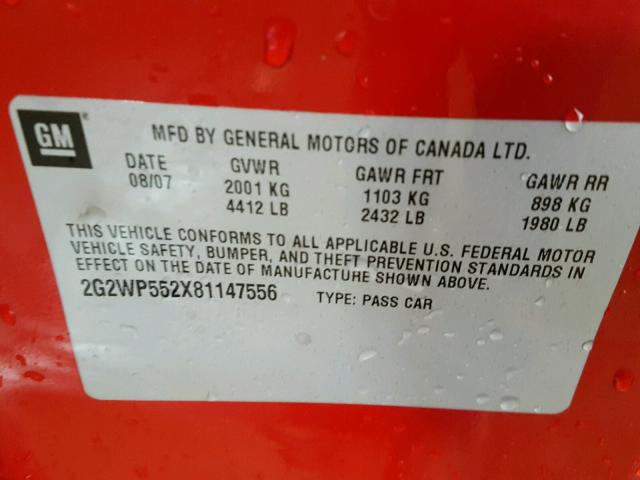 GM
MFD BY GENERAL MOTORS OF CANADA LTD.
DATE GVWR GAWR FRT GAWR RR
08/07 2001 KG 1103 KG 898 KG
4412 LB 2432 LB 1980 LB
THIS VEHICLE CONFORMS TO ALL APPLICABLE U.S. FEDERAL MOTOR
VEHICLE SAFETY, BUMPER, AND THEFT PREVENTION STANDARDS IN
EFFECT ON THE DATE OF MANUFACTURE SHOWN ABOVE.
2G2WP552X81147556 TYPE: PASS CAR